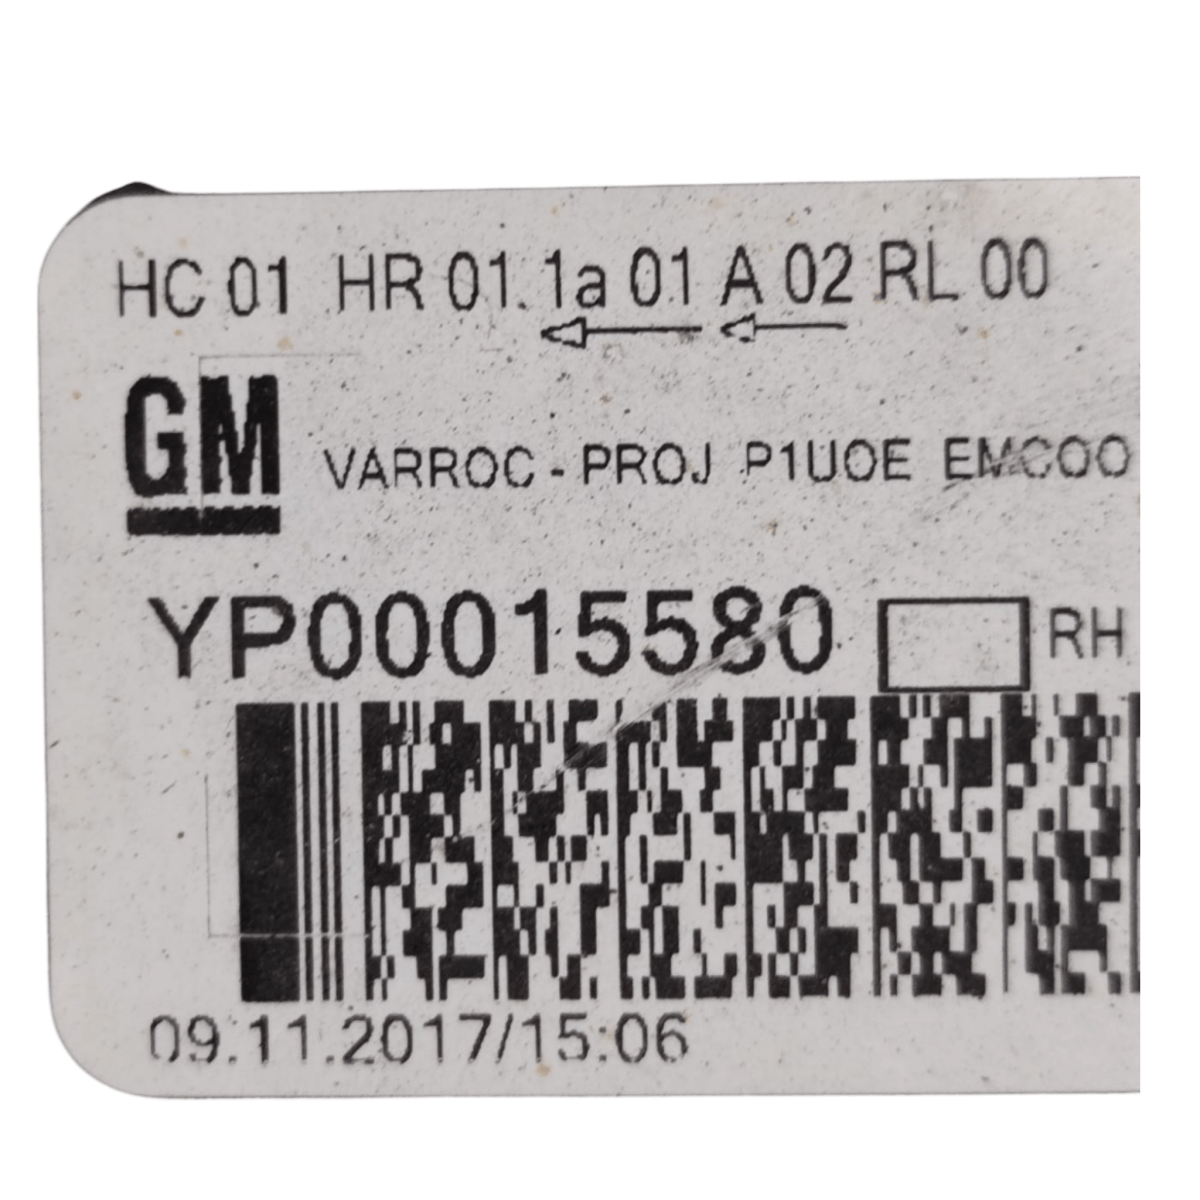 HC 01 HR 01.1a 01 A 02 RL 00
GM
VARROC - PROJ P1UOE EMCOO
YP00015580 RH
09.11.2017/15:06